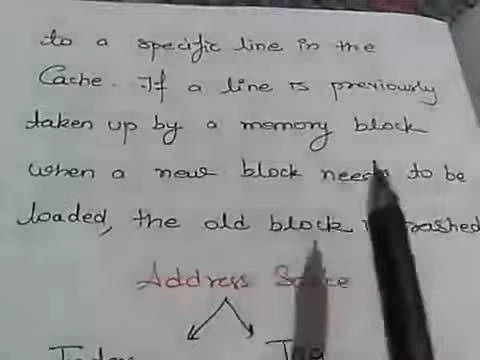 to a specific line in the
Cache. If a line is previously
taken up by a memory block
when a new block needs to be
loaded, the old block
Address Space